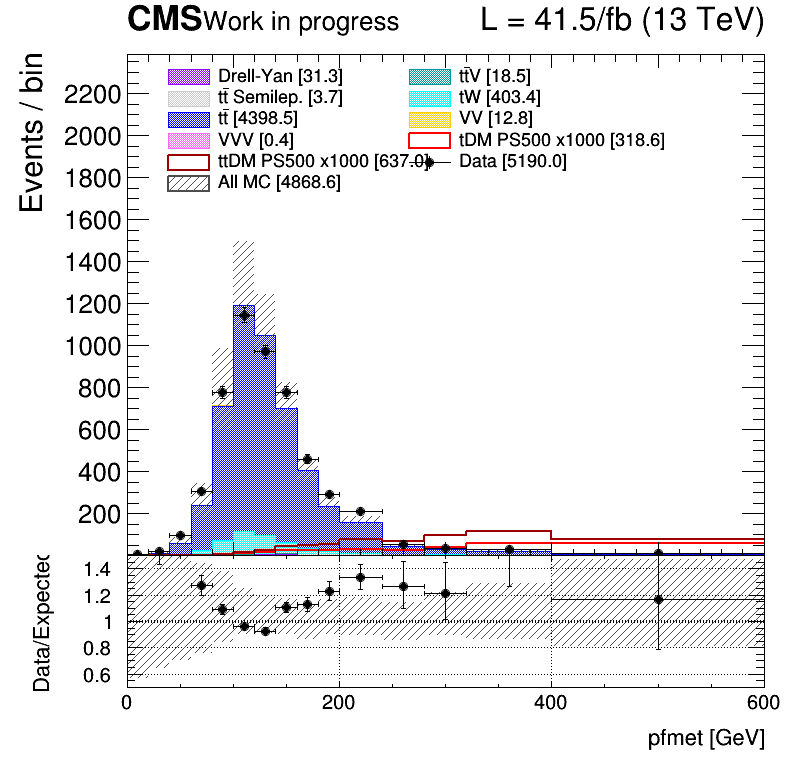 CMS Work in progress L = 41.5/fb (13 TeV)
Events / bin
Drell-Yan [31.3] tt̄V [18.5]
tt̄ Semilep. [3.7] tW [403.4]
tt̄ [4398.5] VV [12.8]
VVV [0.4] tDM PS500 x1000 [318.6]
ttDM PS500 x1000 [637.0] Data [5190.0]
All MC [4868.6]
2200
2000
1800
1600
1400
1200
1000
800
600
400
200
Data/Expected
1.4
1.2
1
0.8
0.6
0 200 400 600
pfmet [GeV]